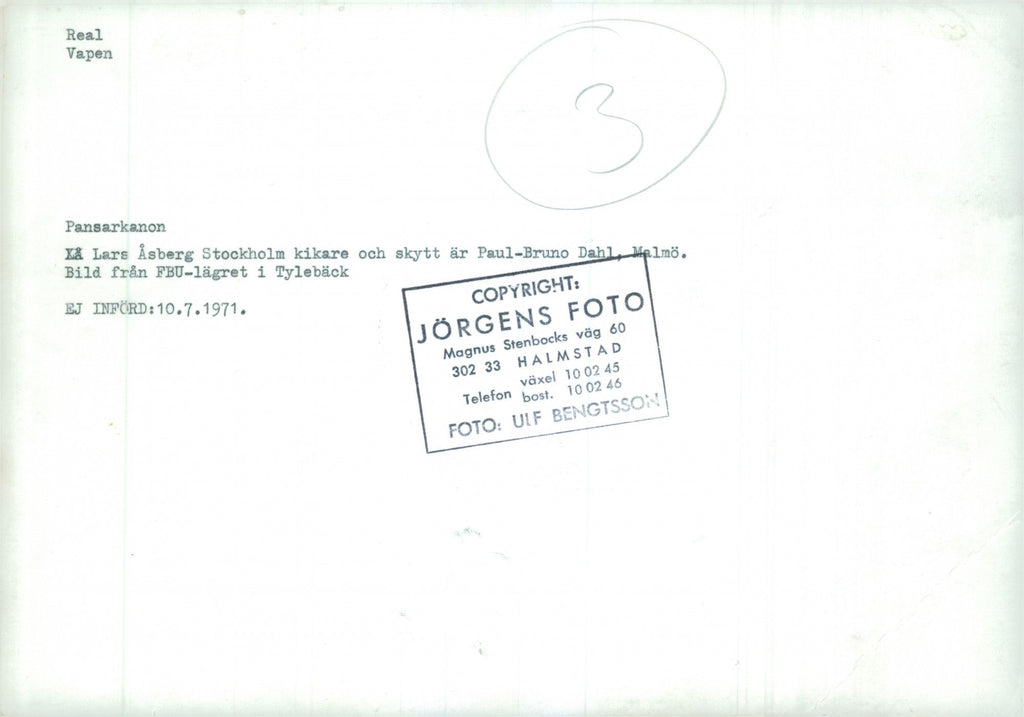 Real
Vapen
3
Pansarkanon
Lars Åsberg Stockholm kikare och skytt är Paul-Bruno Dahl, Malmö.
Bild från FBU-lägret i Tylebäck
EJ INFÖRD:10.7.1971.
COPYRIGHT:
JÖRGENS FOTO
Magnus Stenbocks väg 60
302 33 HALMSTAD
Telefon växel 10 02 45
bost. 10 02 46
FOTO: ULF BENGTSSON